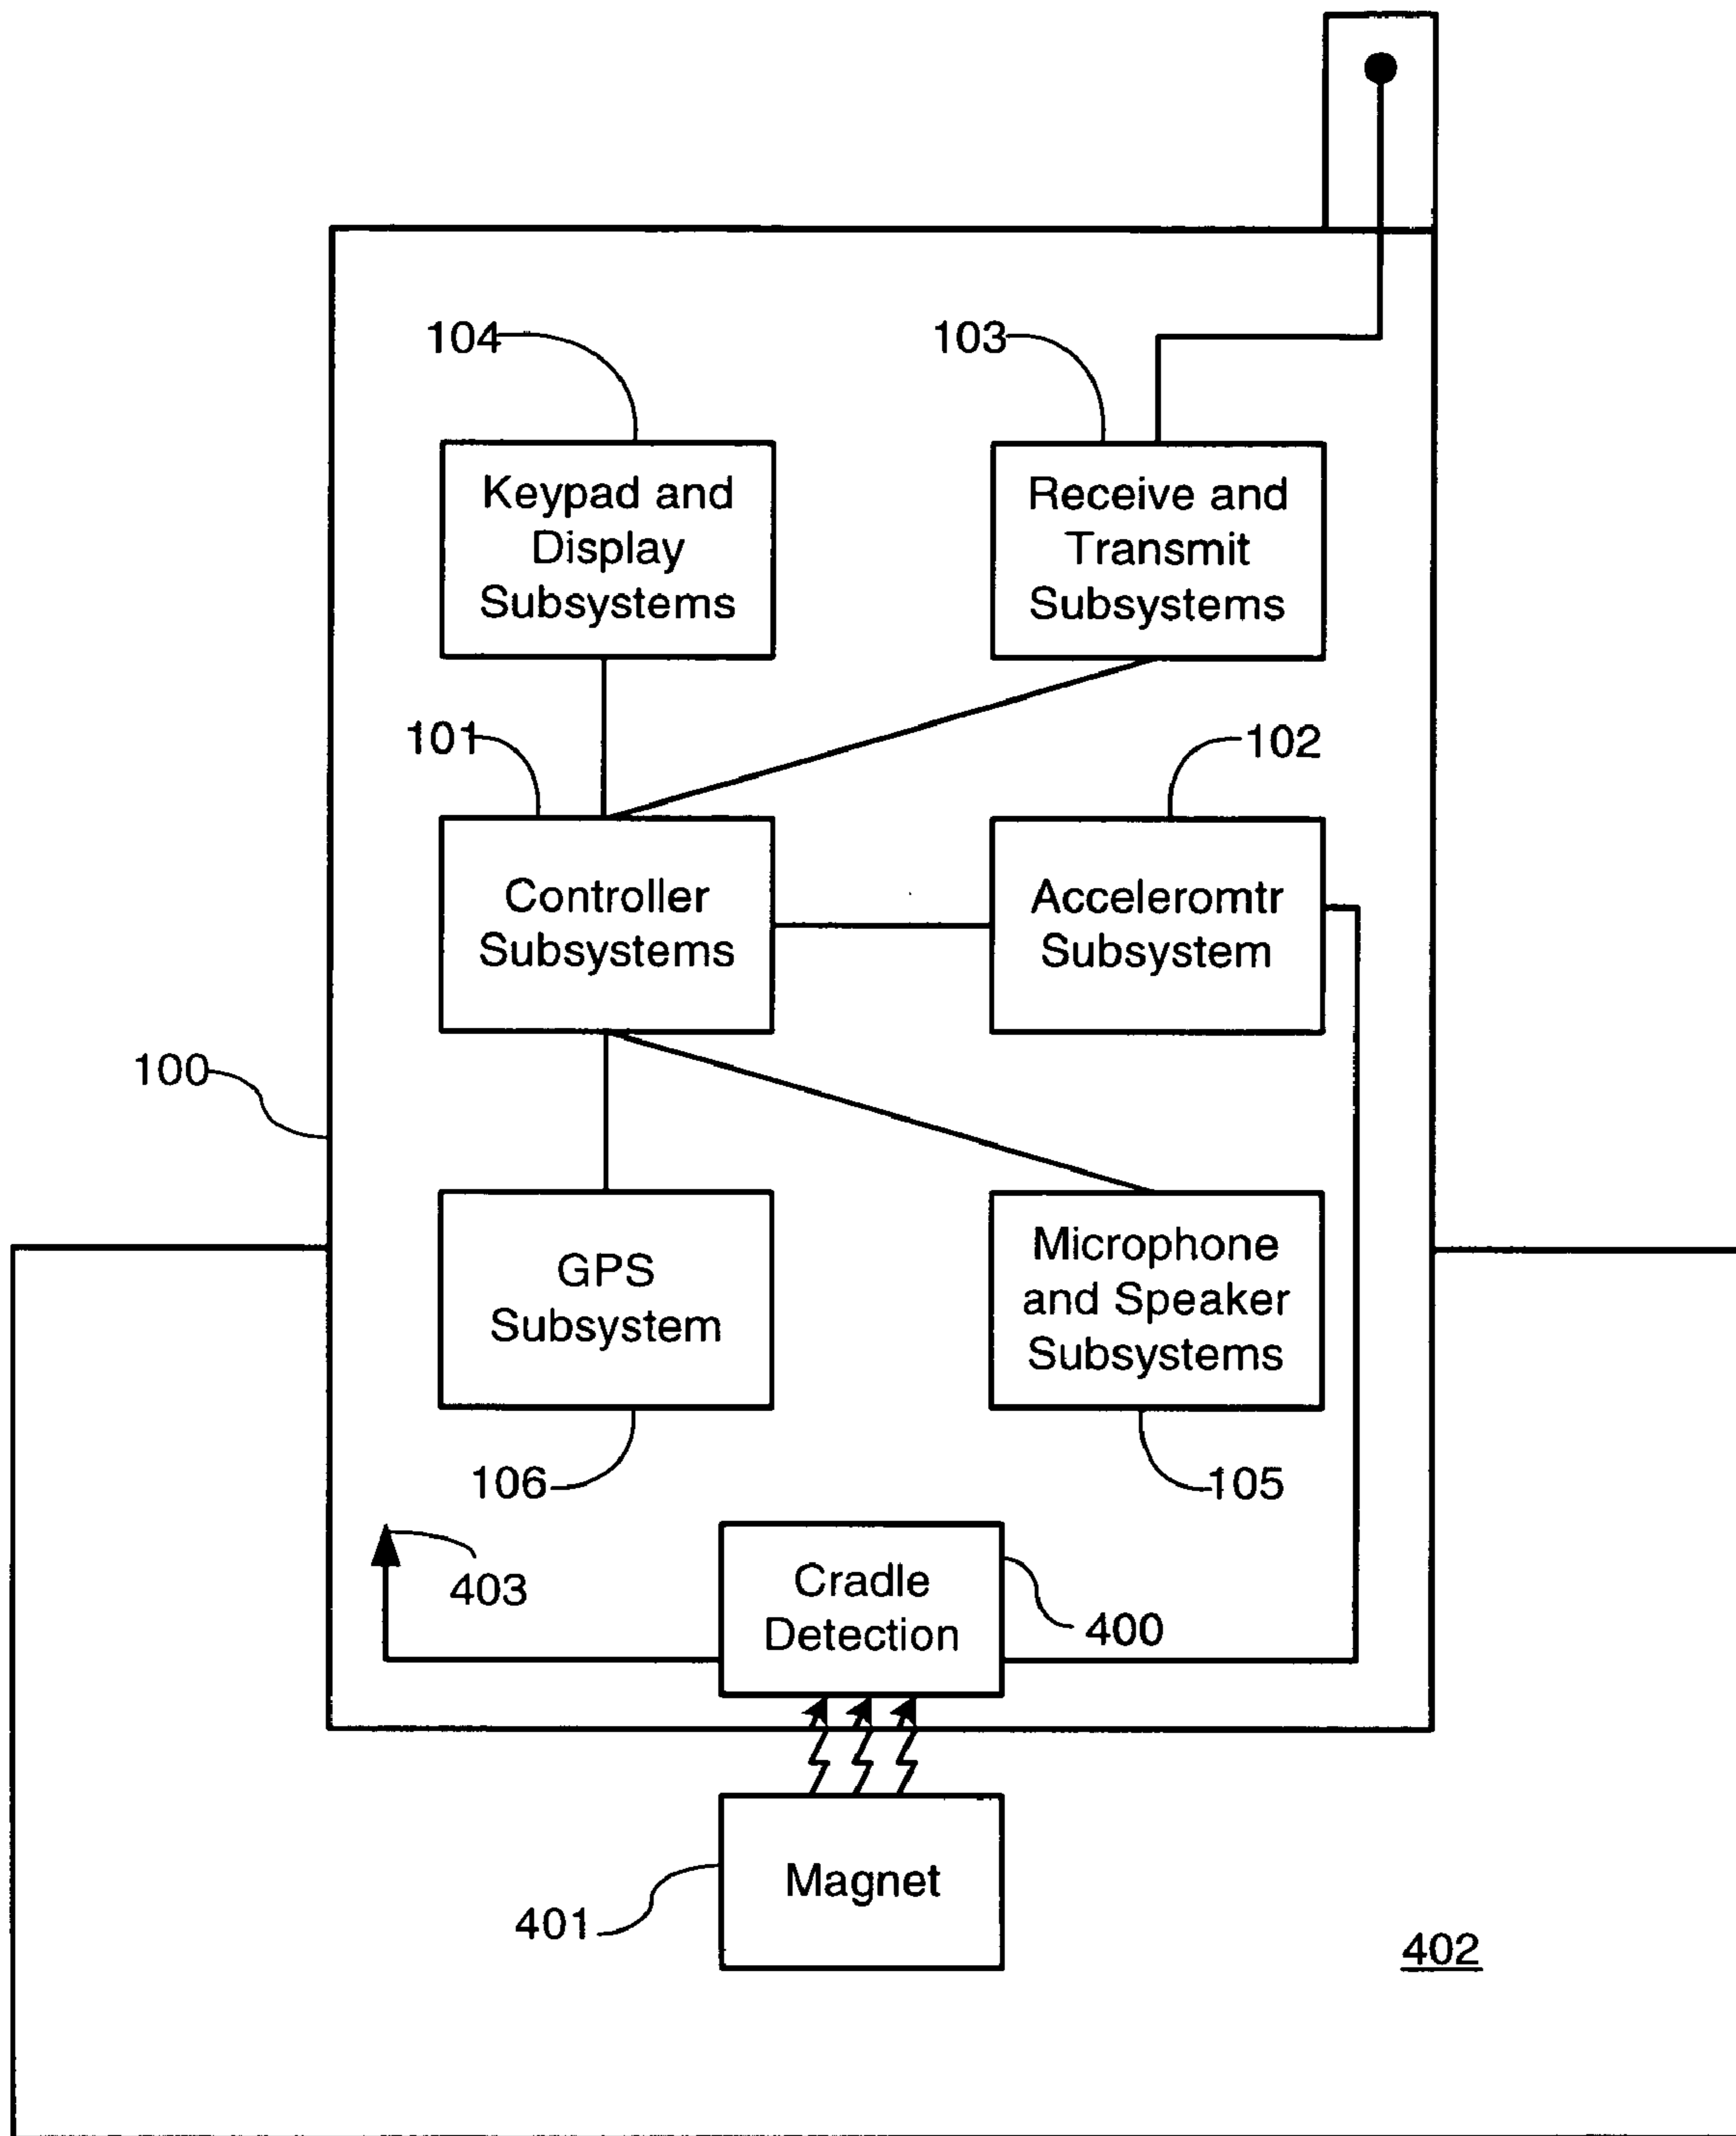 104
103
Keypad and
Display
Subsystems
Receive and
Transmit
Subsystems
101
102
Controller
Subsystems
Acceleromtr
Subsystem
100
GPS
Subsystem
Microphone
and Speaker
Subsystems
106
105
403
Cradle
Detection
400
Magnet
401
402